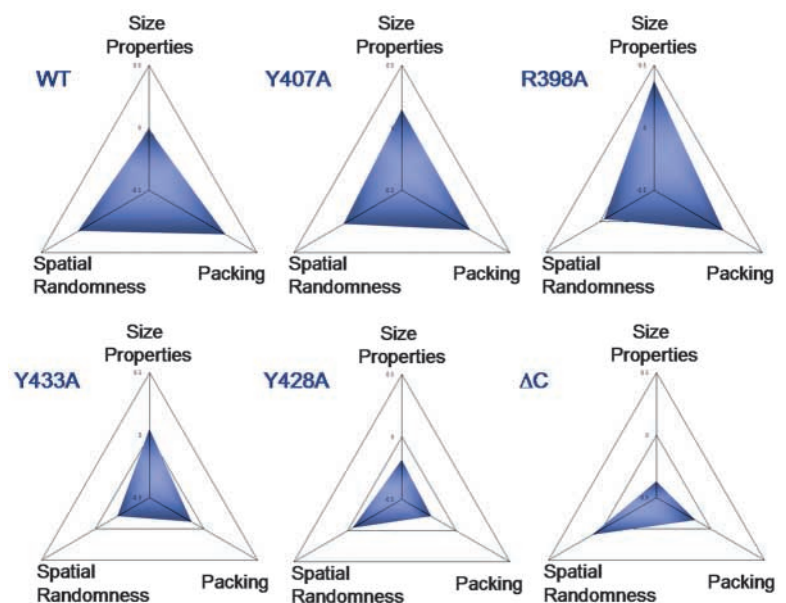 Size
Properties
WT
Spatial
Randomness
Packing
Size
Properties
Y407A
Spatial
Randomness
Packing
Size
Properties
R398A
Spatial
Randomness
Packing
Size
Properties
Y433A
Spatial
Randomness
Packing
Size
Properties
Y428A
Spatial
Randomness
Packing
Size
Properties
ΔC
Spatial
Randomness
Packing